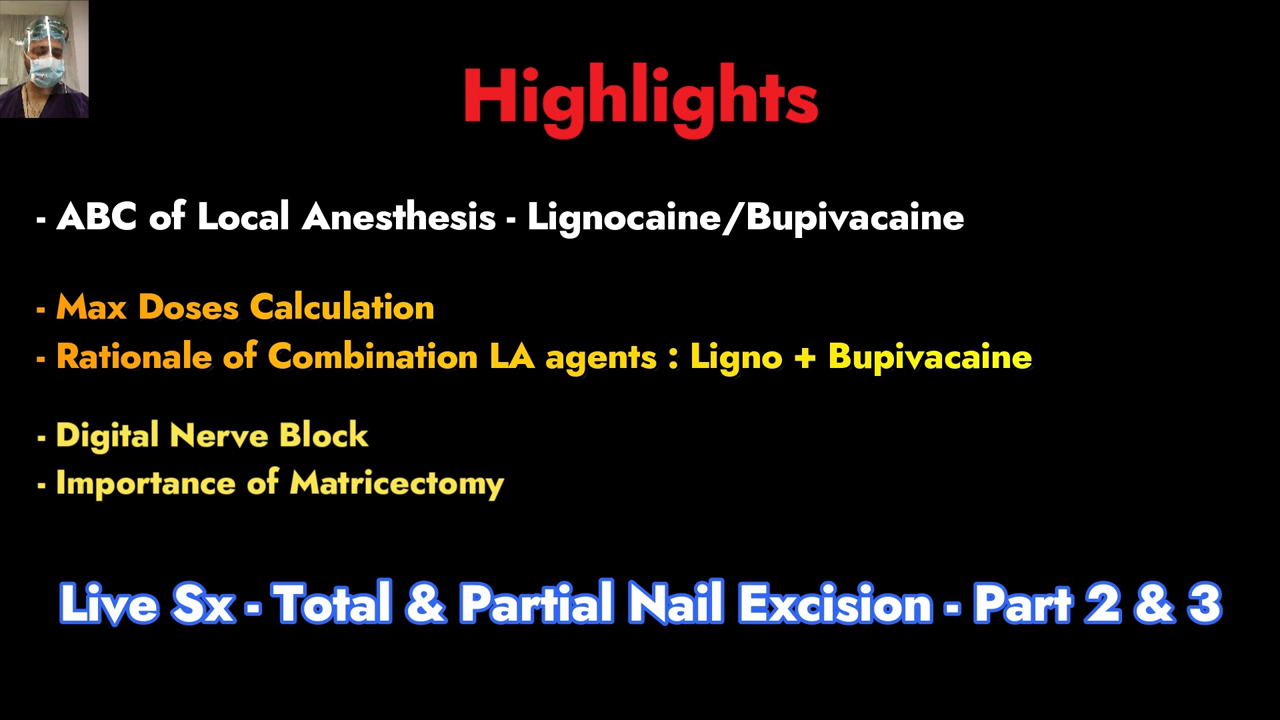 Highlights
- ABC of Local Anesthesis - Lignocaine/Bupivacaine
- Max Doses Calculation
- Rationale of Combination LA agents : Ligno + Bupivacaine
- Digital Nerve Block
- Importance of Matricectomy
Live Sx - Total & Partial Nail Excision - Part 2 & 3